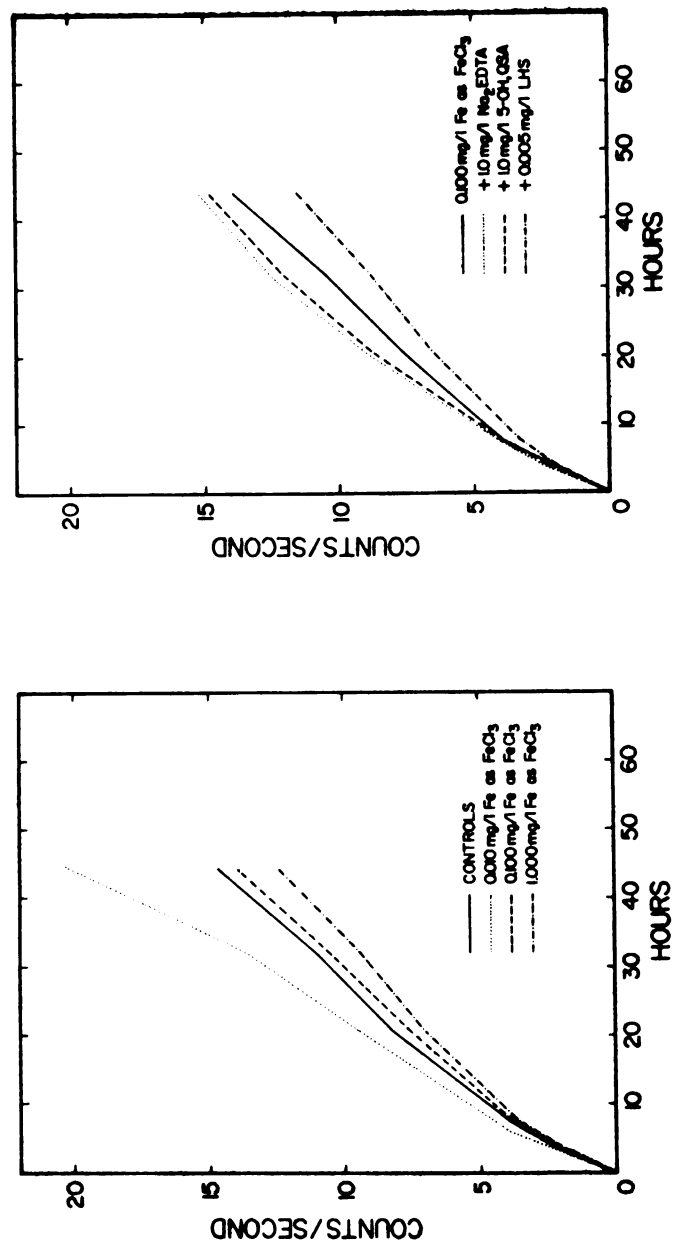 COUNTS/SECOND
20
15
10
5
0
10
20
30
40
50
60
HOURS
CONTROLS
0.010 mg/l Fe as FeCl₃
0.100 mg/l Fe as FeCl₃
1.000 mg/l Fe as FeCl₃
COUNTS/SECOND
20
15
10
5
0
10
20
30
40
50
60
HOURS
0.100 mg/l Fe as FeCl₃
+ 1.0 mg/l Na₂EDTA
+ 1.0 mg/l 5-OH,QSA
+ 0.005 mg/l LHS